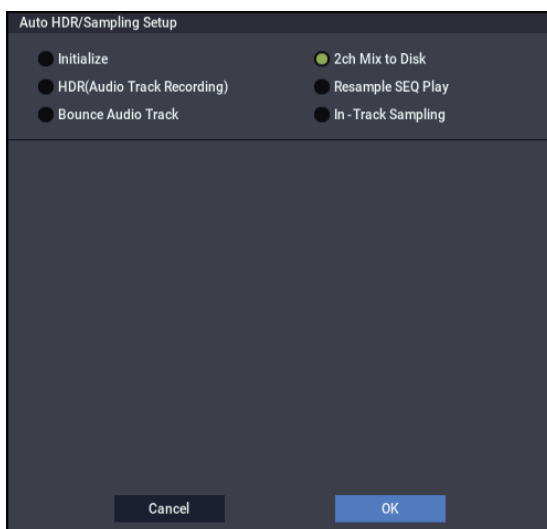 Auto HDR/Sampling Setup
Initialize
2ch Mix to Disk
HDR(Audio Track Recording)
Resample SEQ Play
Bounce Audio Track
In-Track Sampling
Cancel
OK